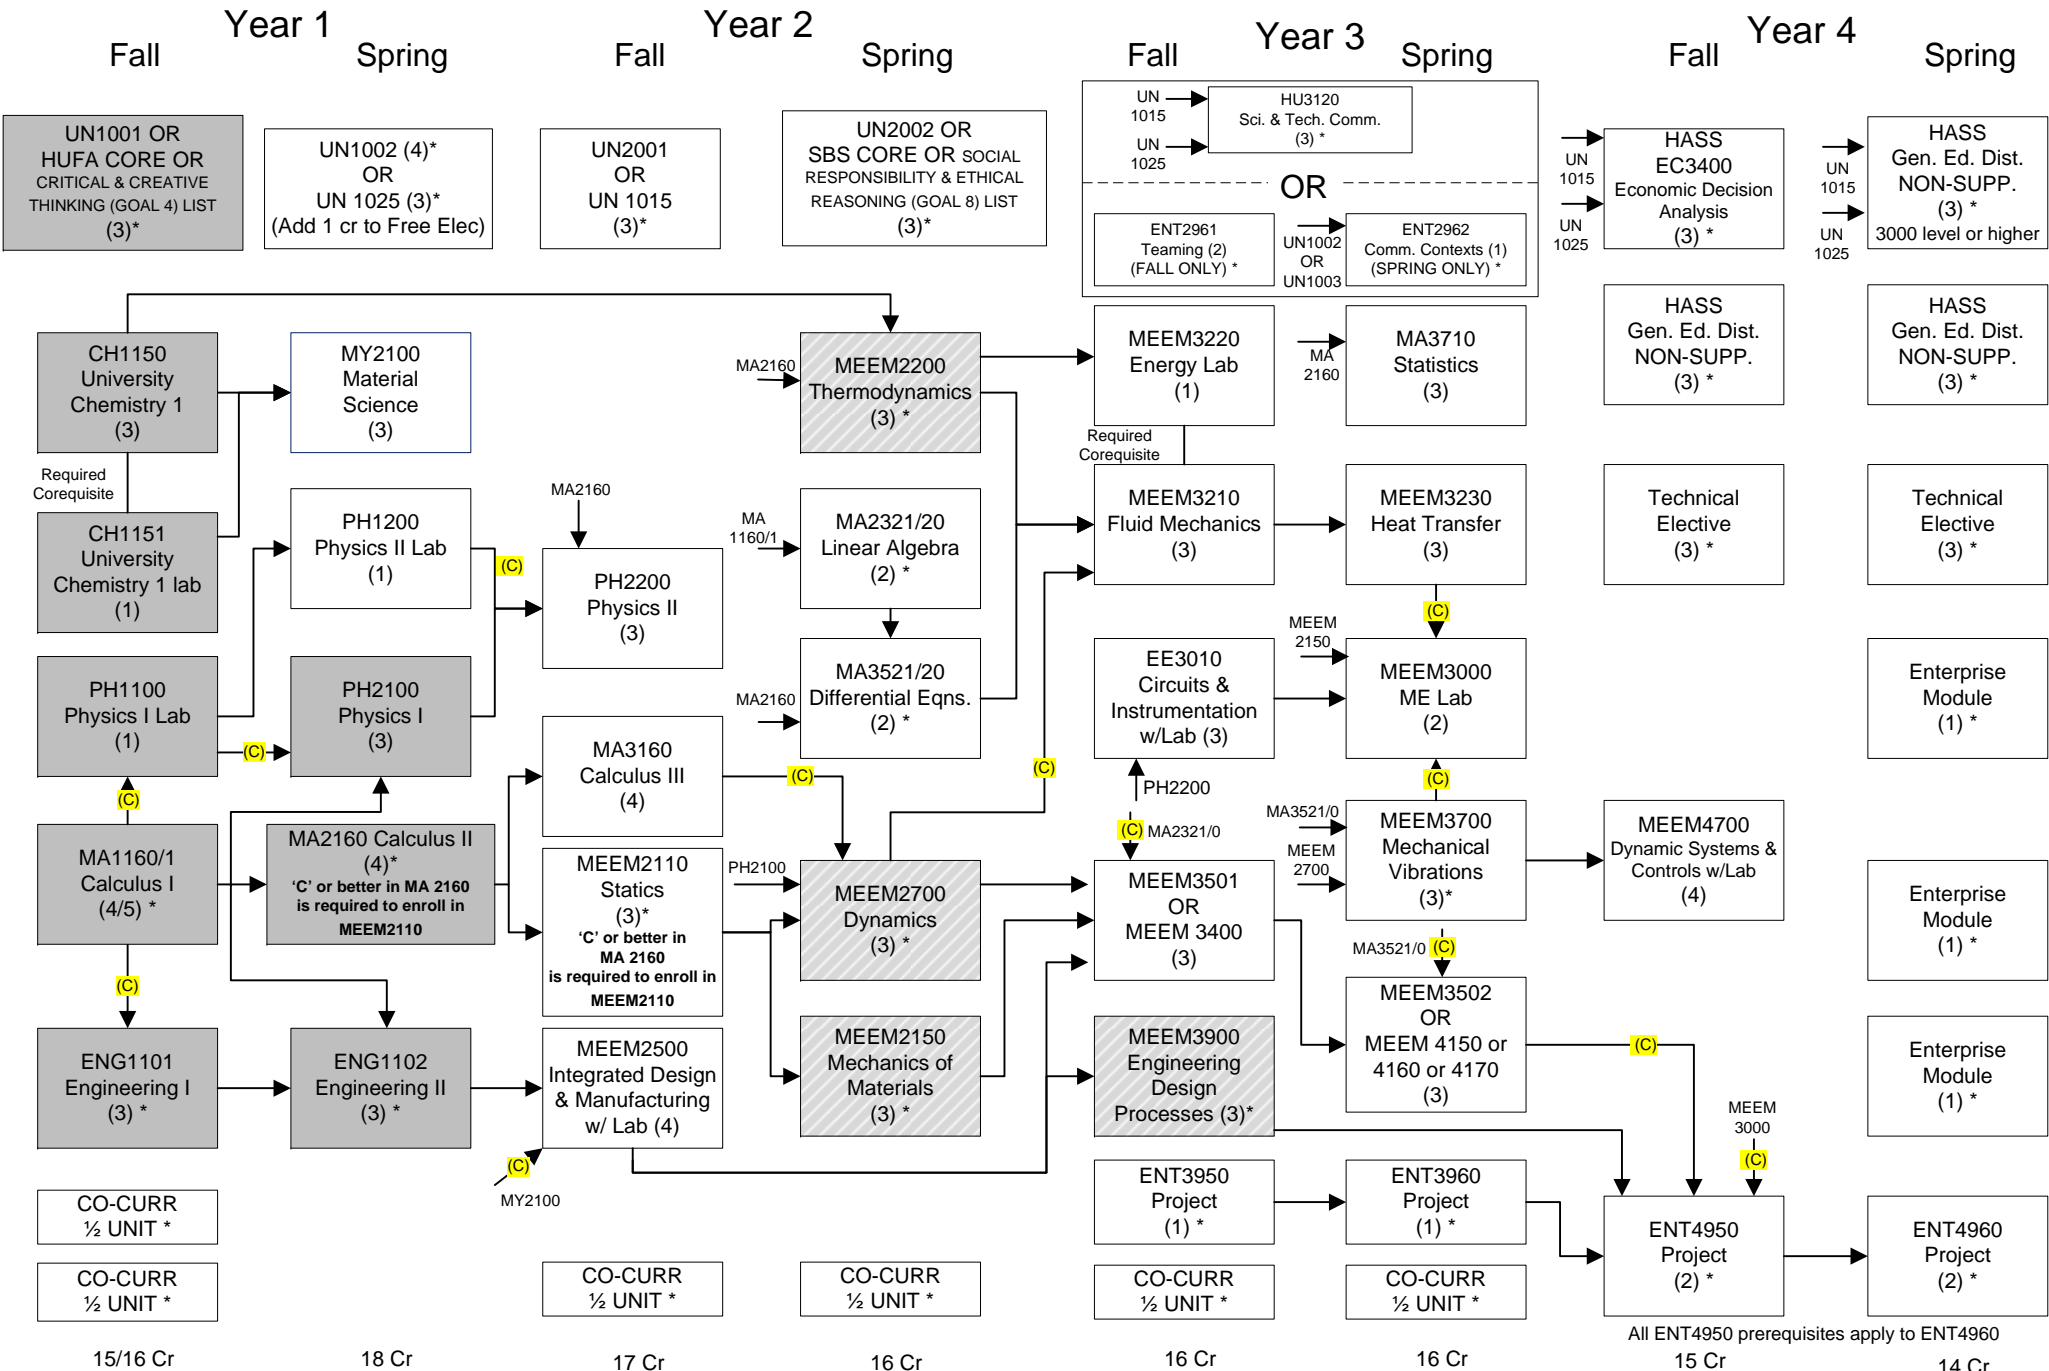 Year 1
Year 2
Year 3
Year 4
Fall
Spring
Fall
Spring
Fall
Spring
Fall
Spring
UN1001 OR
HUFA CORE OR
CRITICAL & CREATIVE
THINKING (GOAL 4) LIST
(3)*
UN1002 (4)*
OR
UN 1025 (3)*
(Add 1 cr to Free Elec)
UN2001
OR
UN 1015
(3)*
UN2002 OR
SBS CORE OR SOCIAL
RESPONSIBILITY & ETHICAL
REASONING (GOAL 8) LIST
(3)*
UN
1015
UN
1025
HU3120
Sci. & Tech. Comm.
(3) *
OR
ENT2961
Teaming (2)
(FALL ONLY) *
UN1002
OR
UN1003
ENT2962
Comm. Contexts (1)
(SPRING ONLY) *
UN
1015
UN
1025
HASS
EC3400
Economic Decision
Analysis
(3) *
UN
1015
UN
1025
HASS
Gen. Ed. Dist.
NON-SUPP.
(3) *
3000 level or higher
CH1150
University
Chemistry 1
(3)
MY2100
Material
Science
(3)
MA2160
MEEM2200
Thermodynamics
(3) *
MEEM3220
Energy Lab
(1)
MA
2160
MA3710
Statistics
(3)
HASS
Gen. Ed. Dist.
NON-SUPP.
(3) *
HASS
Gen. Ed. Dist.
NON-SUPP.
(3) *
Required
Corequisite
Required
Corequisite
CH1151
University
Chemistry 1 lab
(1)
PH1200
Physics II Lab
(1)
(C)
MA2160
PH2200
Physics II
(3)
MA
1160/1
MA2321/20
Linear Algebra
(2) *
MEEM3210
Fluid Mechanics
(3)
MEEM3230
Heat Transfer
(3)
(C)
Technical
Elective
(3) *
Technical
Elective
(3) *
PH1100
Physics I Lab
(1)
(C)
PH2100
Physics I
(3)
MA2160
MA3521/20
Differential Eqns.
(2) *
(C)
EE3010
Circuits &
Instrumentation
w/Lab (3)
PH2200
MEEM
2150
MEEM3000
ME Lab
(2)
(C)
Enterprise
Module
(1) *
(C)
MA1160/1
Calculus I
(4/5) *
(C)
MA2160 Calculus II
(4)*
‘C’ or better in MA 2160
is required to enroll in
MEEM2110
MA3160
Calculus III
(4)
(C)
MEEM2110
Statics
(3)*
‘C’ or better in
MA 2160
is required to enroll in
MEEM2110
PH2100
MEEM2700
Dynamics
(3) *
(C) MA2321/0
MEEM3501
OR
MEEM 3400
(3)
MA3521/0
MEEM
2700
MEEM3700
Mechanical
Vibrations
(3)*
MA3521/0 (C)
MEEM4700
Dynamic Systems &
Controls w/Lab
(4)
Enterprise
Module
(1) *
ENG1101
Engineering I
(3) *
ENG1102
Engineering II
(3) *
MEEM2500
Integrated Design
& Manufacturing
w/ Lab (4)
(C)
MY2100
MEEM2150
Mechanics of
Materials
(3) *
MEEM3900
Engineering
Design
Processes (3)*
MEEM3502
OR
MEEM 4150 or
4160 or 4170
(3)
(C)
MEEM
3000
(C)
Enterprise
Module
(1) *
CO-CURR
½ UNIT *
ENT3950
Project
(1) *
ENT3960
Project
(1) *
ENT4950
Project
(2) *
ENT4960
Project
(2) *
CO-CURR
½ UNIT *
CO-CURR
½ UNIT *
CO-CURR
½ UNIT *
CO-CURR
½ UNIT *
CO-CURR
½ UNIT *
All ENT4950 prerequisites apply to ENT4960
15/16 Cr
18 Cr
17 Cr
16 Cr
16 Cr
16 Cr
15 Cr
14 Cr